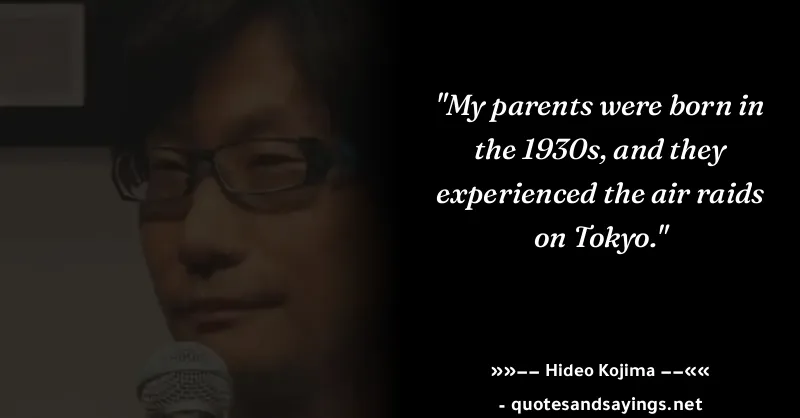 "My parents were born in
the 1930s, and they
experienced the air raids
on Tokyo."
»»–– Hideo Kojima ––««
- quotesandsayings.net